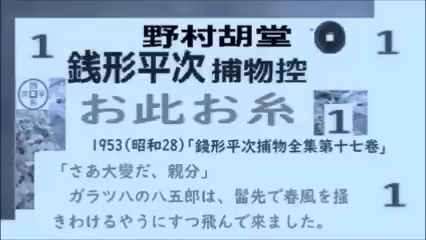 野村胡堂
1
1
銭形平次 捕物控
お此お糸
1
1953(昭和28)「銭形平次捕物全集第十七巻」
「さあ大變だ、親分」
ガラツハの八五郎は、髷先で春風を掻
きわけるやうにすつ飛んで來ました。
1